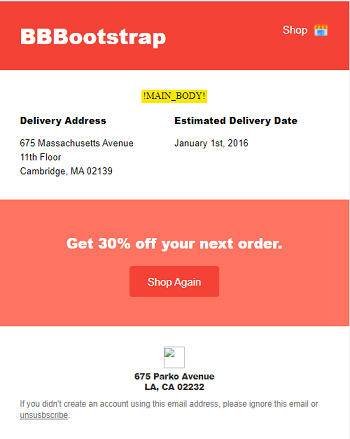 BBBootstrap
Shop
!MAIN_BODY!
Delivery Address
Estimated Delivery Date
675 Massachusetts Avenue
11th Floor
Cambridge, MA 02139
January 1st, 2016
Get 30% off your next order.
Shop Again
675 Parko Avenue
LA, CA 02232
If you didn't create an account using this email address, please ignore this email or
unsusbscribe.